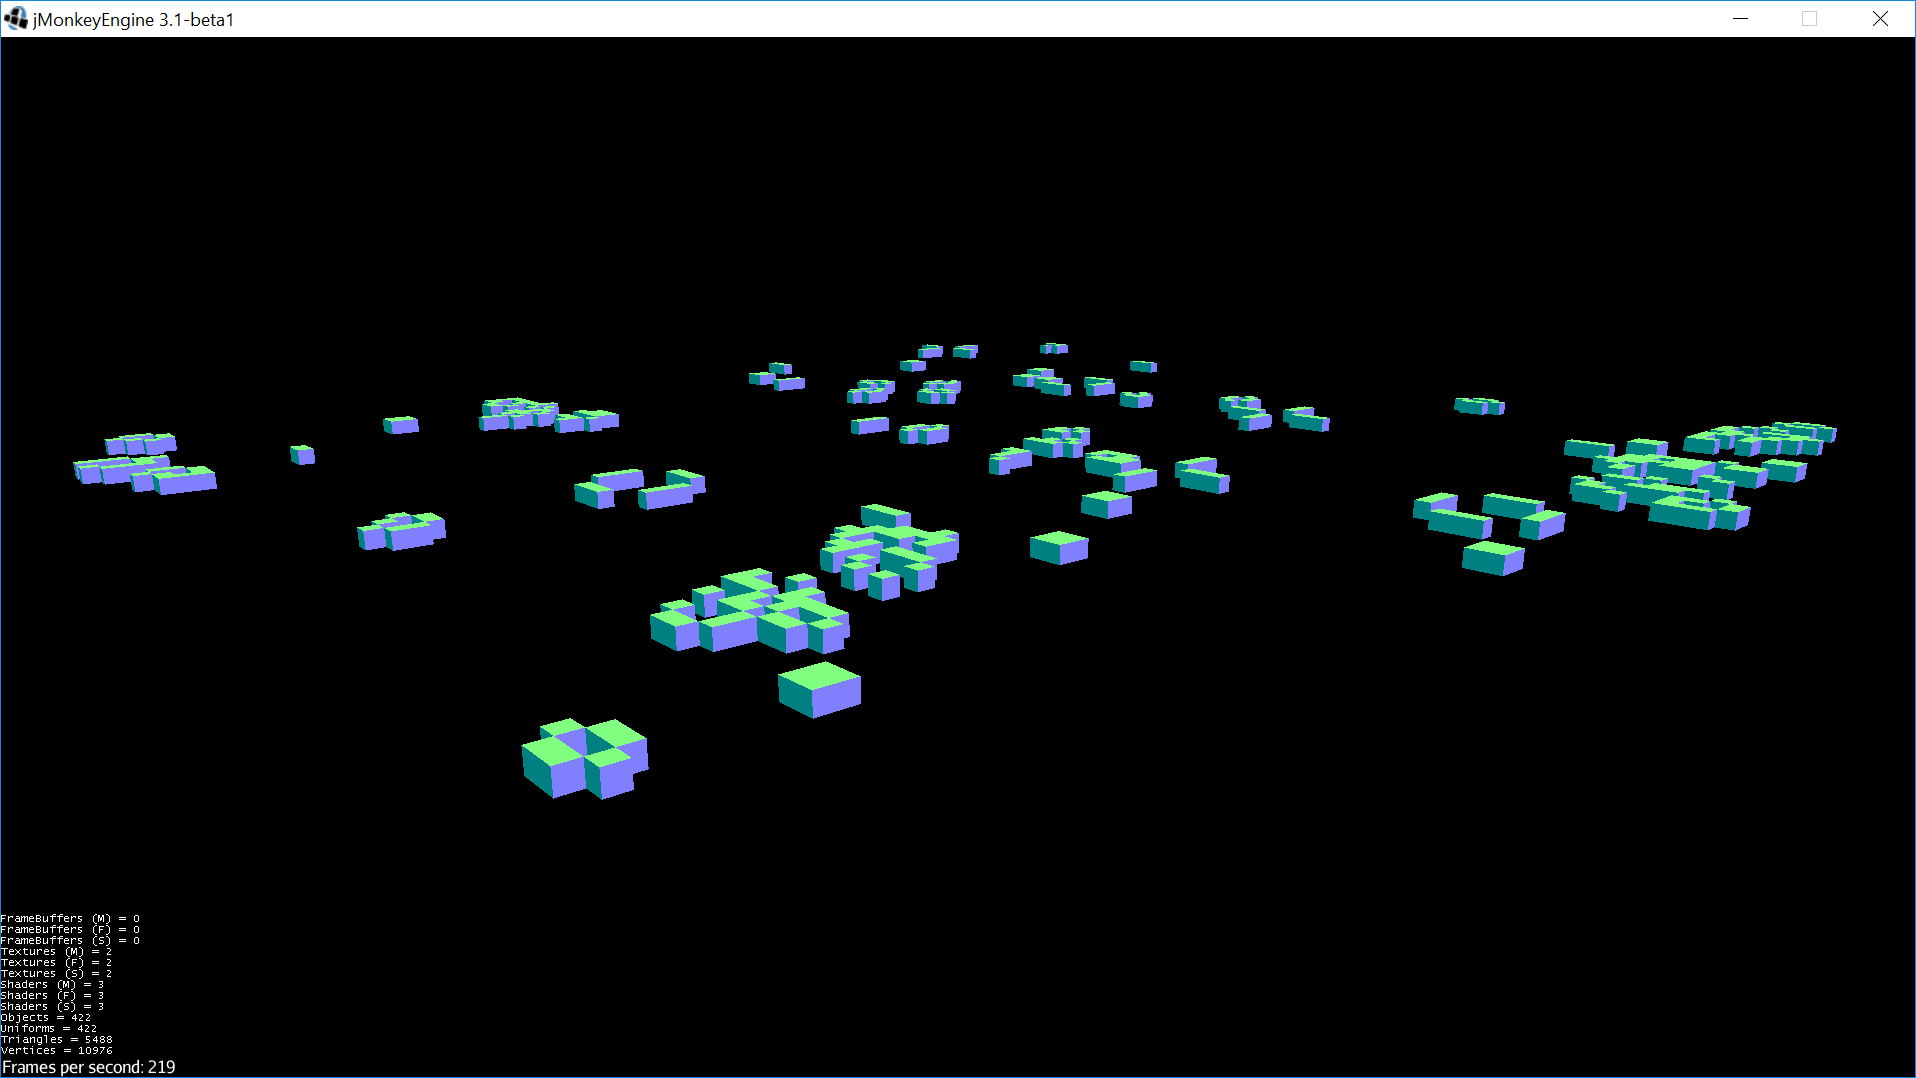 jMonkeyEngine 3.1-beta1
FrameBuffers (M) = 0
FrameBuffers (F) = 0
FrameBuffers (S) = 0
Textures (M) = 2
Textures (F) = 2
Textures (S) = 2
Shaders (M) = 3
Shaders (F) = 3
Shaders (S) = 3
Objects = 422
Uniforms = 422
Triangles = 5488
Vertices = 10976
Frames per second: 219